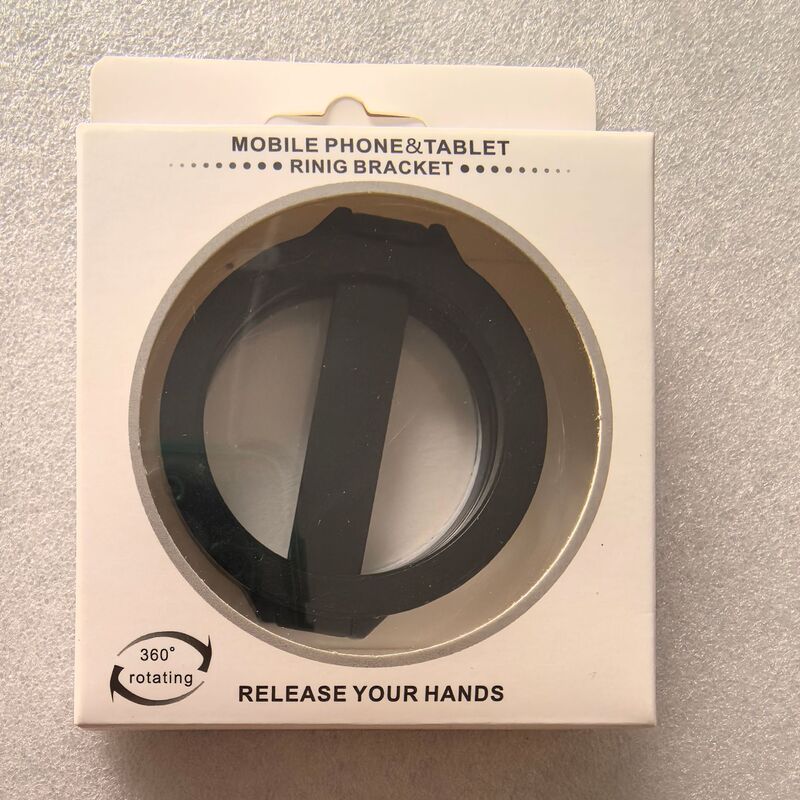 MOBILE PHONE&TABLET
RINIG BRACKET
360°
rotating
RELEASE YOUR HANDS